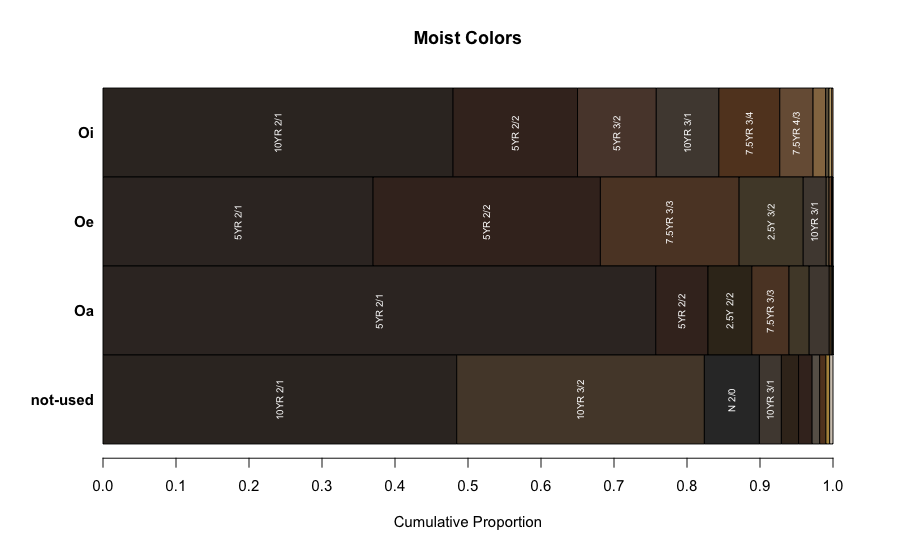 Moist Colors
Oi
10YR 2/1
5YR 2/2
5YR 3/2
10YR 3/1
7.5YR 3/4
7.5YR 4/3
Oe
5YR 2/1
5YR 2/2
7.5YR 3/3
2.5Y 3/2
10YR 3/1
Oa
5YR 2/1
5YR 2/2
2.5Y 2/2
7.5YR 3/3
not-used
10YR 2/1
10YR 3/2
N 2/0
10YR 3/1
0.0 0.1 0.2 0.3 0.4 0.5 0.6 0.7 0.8 0.9 1.0
Cumulative Proportion